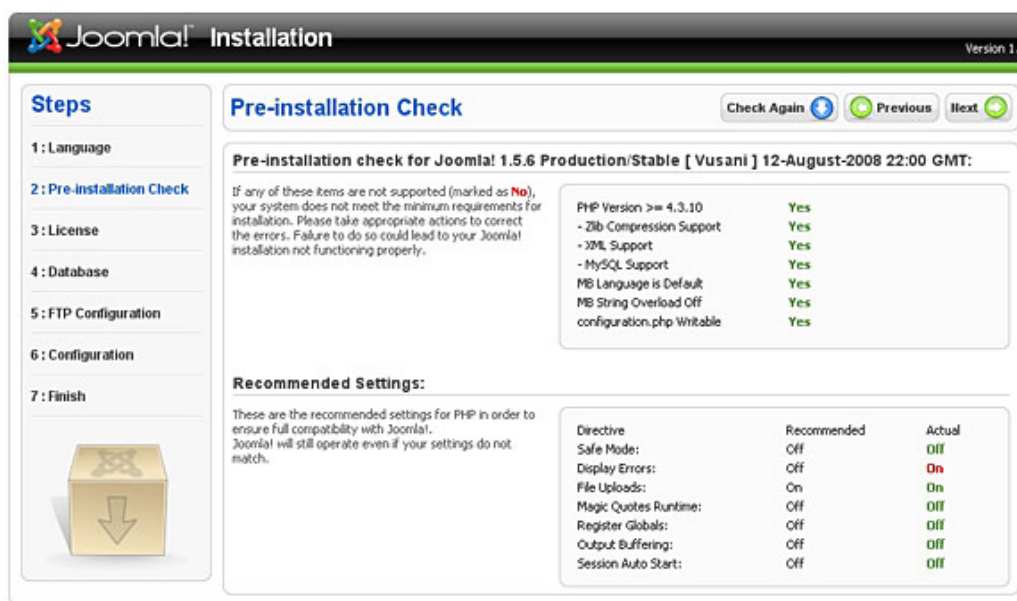 Joomla! Installation
Version 1.
Steps
1 : Language
2 : Pre-installation Check
3 : License
4 : Database
5 : FTP Configuration
6 : Configuration
7 : Finish
Pre-installation Check
Check Again
Previous
Next
Pre-installation check for Joomla! 1.5.6 Production/Stable [ Vusani ] 12-August-2008 22:00 GMT:
If any of these items are not supported (marked as No),
your system does not meet the minimum requirements for
installation. Please take appropriate actions to correct
the errors. Failure to do so could lead to your Joomla!
installation not functioning properly.
PHP Version >= 4.3.10 Yes
- Zlib Compression Support Yes
- XML Support Yes
- MySQL Support Yes
MB Language is Default Yes
MB String Overload Off Yes
configuration.php Writable Yes
Recommended Settings:
These are the recommended settings for PHP in order to
ensure full compatibility with Joomla!.
Joomla! will still operate even if your settings do not
match.
Directive Recommended Actual
Safe Mode: Off Off
Display Errors: Off On
File Uploads: On On
Magic Quotes Runtime: Off Off
Register Globals: Off Off
Output Buffering: Off Off
Session Auto Start: Off Off